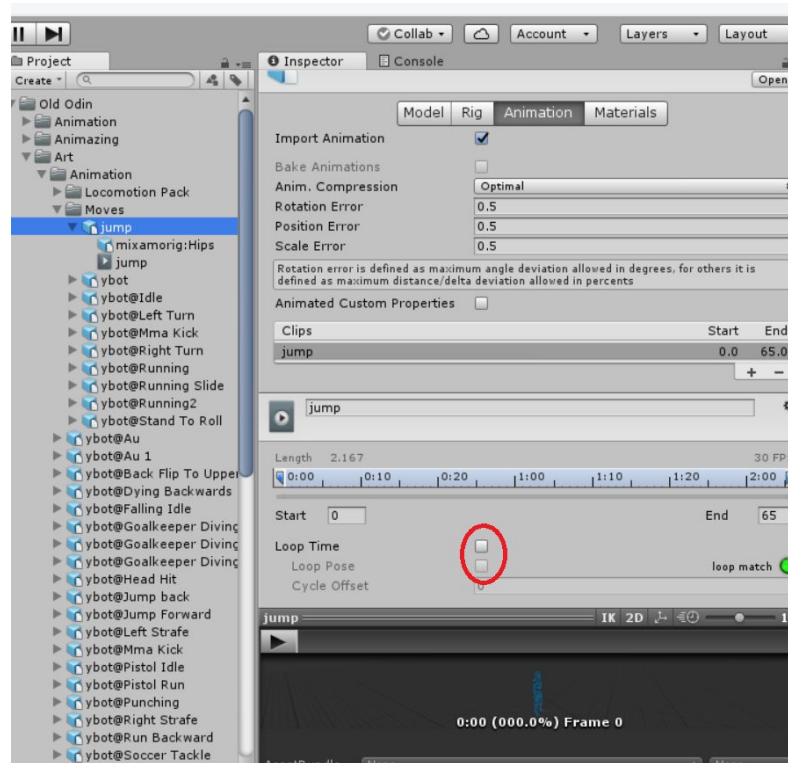 Collab
Account
Layers
Layout
Project
Create
Old Odin
Animation
Animazing
Art
Animation
Locomotion Pack
Moves
jump
mixamorig:Hips
jump
ybot
ybot@Idle
ybot@Left Turn
ybot@Mma Kick
ybot@Right Turn
ybot@Running
ybot@Running Slide
ybot@Running2
ybot@Stand To Roll
ybot@Au
ybot@Au 1
ybot@Back Flip To Upper
ybot@Dying Backwards
ybot@Falling Idle
ybot@Goalkeeper Diving
ybot@Goalkeeper Diving
ybot@Goalkeeper Diving
ybot@Head Hit
ybot@Jump back
ybot@Jump Forward
ybot@Left Strafe
ybot@Mma Kick
ybot@Pistol Idle
ybot@Pistol Run
ybot@Punching
ybot@Right Strafe
ybot@Run Backward
ybot@Soccer Tackle
Inspector Console
Open
Model Rig Animation Materials
Import Animation
Bake Animations
Anim. Compression Optimal
Rotation Error 0.5
Position Error 0.5
Scale Error 0.5
Rotation error is defined as maximum angle deviation allowed in degrees, for others it is
defined as maximum distance/delta deviation allowed in percents
Animated Custom Properties
Clips Start End
jump 0.0 65.0
+ −
jump
Length 2.167 30 FP
0:00 0:10 0:20 1:00 1:10 1:20 2:00
Start 0 End 65
Loop Time
Loop Pose loop match
Cycle Offset 0
jump IK 2D 1
0:00 (000.0%) Frame 0